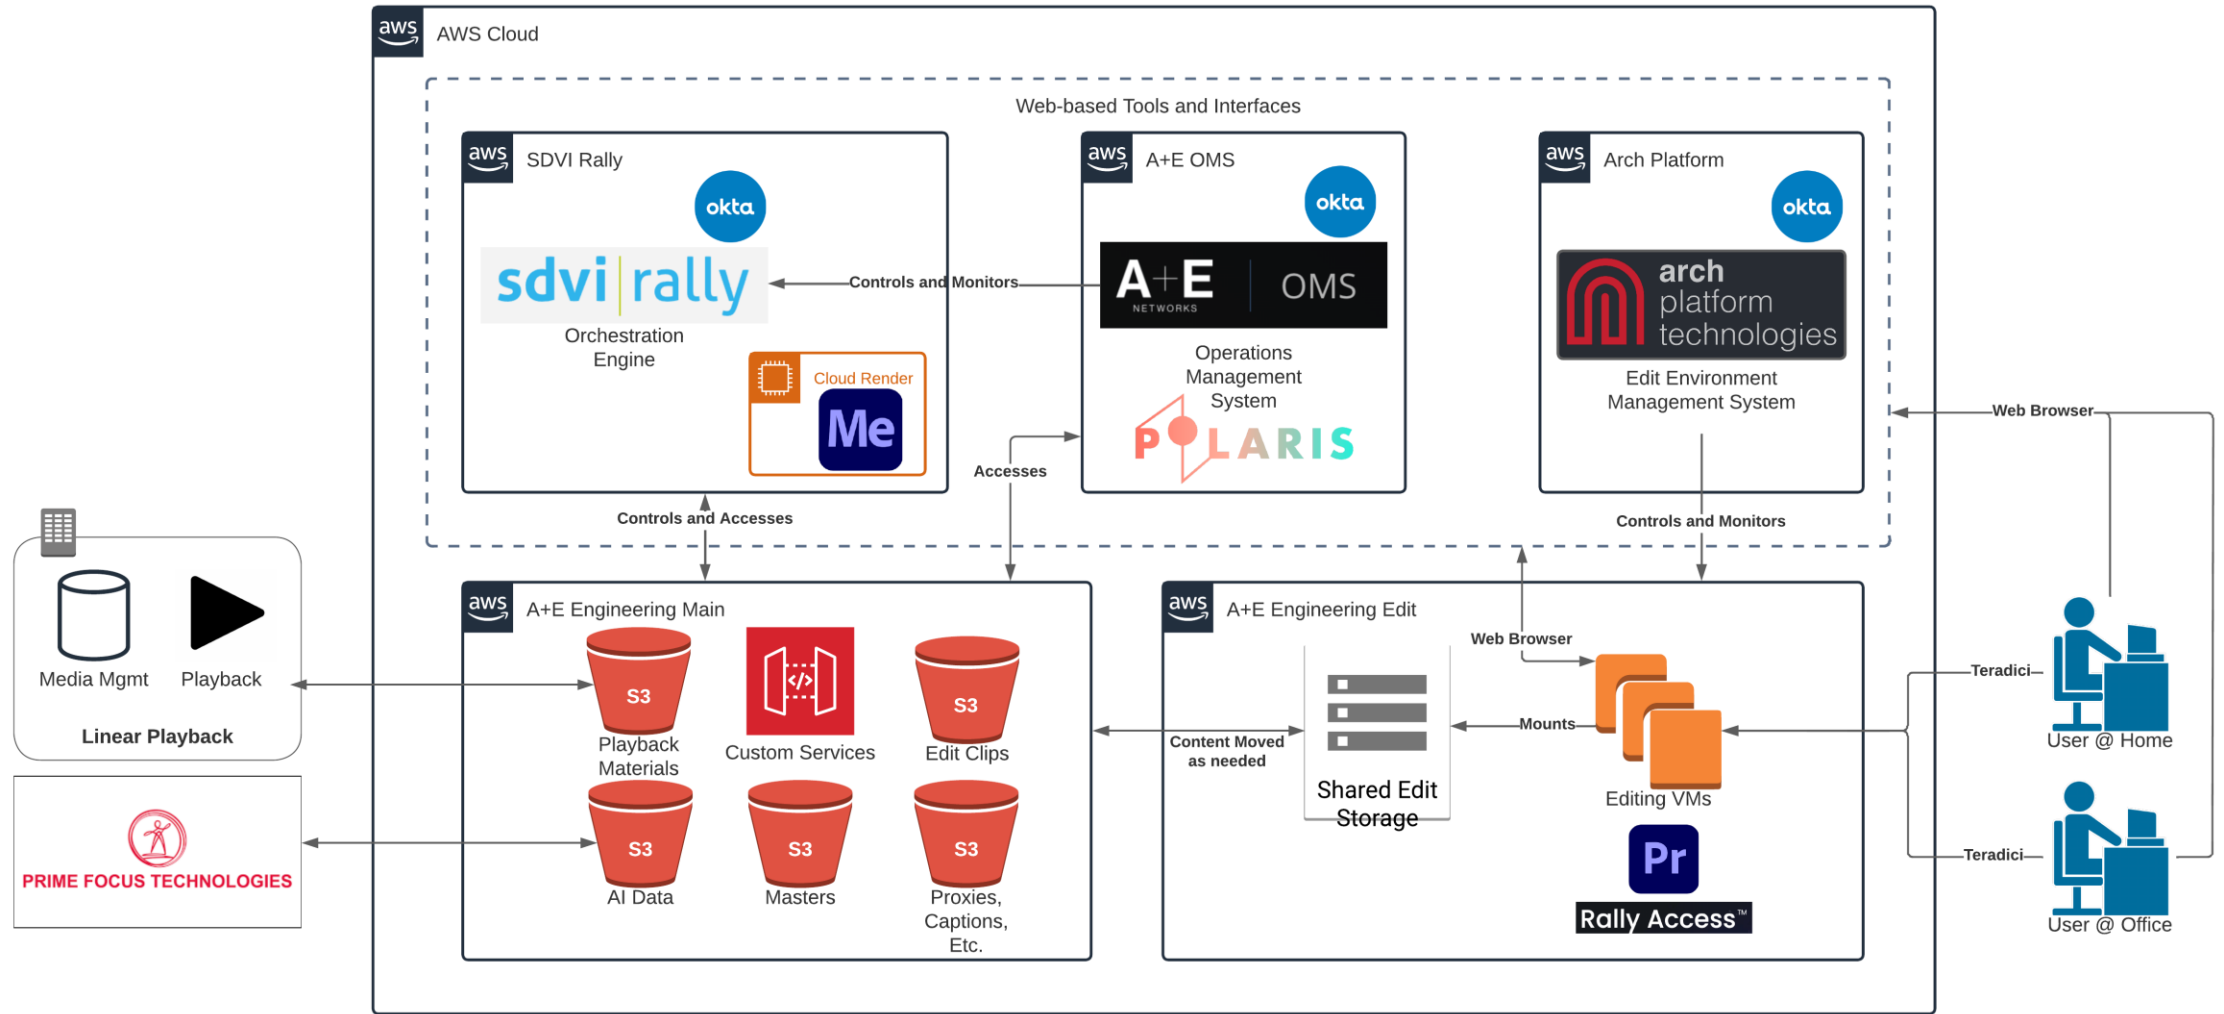 aws
AWS Cloud
Web-based Tools and Interfaces
aws
SDVI Rally
okta
sdvi rally
Orchestration
Engine
Cloud Render
Me
Controls and Monitors
aws
A+E OMS
okta
A+E
NETWORKS
OMS
Operations
Management
System
POLARIS
aws
Arch Platform
okta
arch
platform
technologies
Edit Environment
Management System
Web Browser
Accesses
Controls and Accesses
Controls and Monitors
Media Mgmt
Playback
Linear Playback
PRIME FOCUS TECHNOLOGIES
aws
A+E Engineering Main
S3
Playback
Materials
Custom Services
S3
Edit Clips
S3
AI Data
S3
Masters
S3
Proxies,
Captions,
Etc.
Content Moved
as needed
aws
A+E Engineering Edit
Web Browser
Mounts
Shared Edit
Storage
Editing VMs
Pr
Rally Access™
Teradici
User @ Home
Teradici
User @ Office